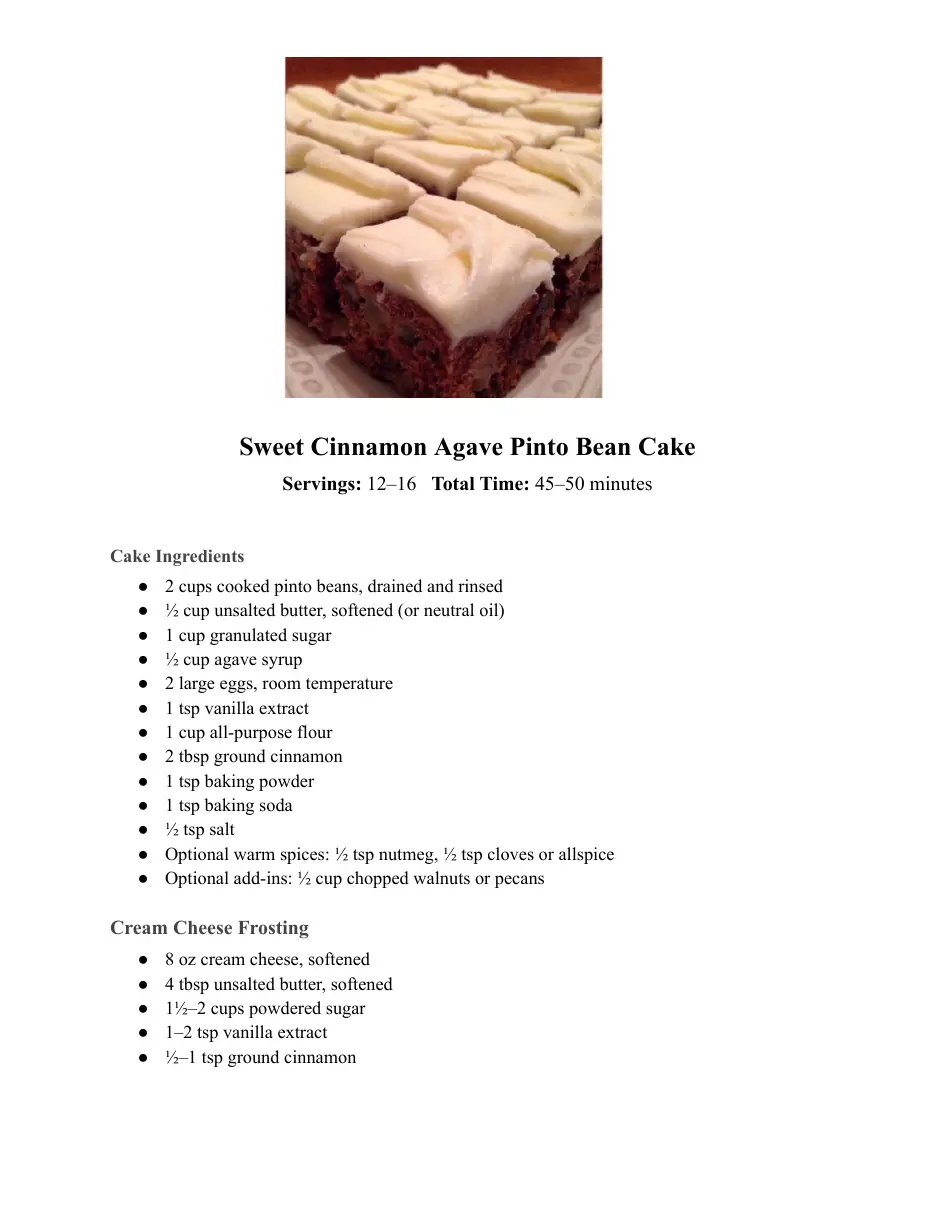 Sweet Cinnamon Agave Pinto Bean Cake
Servings: 12–16 Total Time: 45–50 minutes
Cake Ingredients
● 2 cups cooked pinto beans, drained and rinsed
● ½ cup unsalted butter, softened (or neutral oil)
● 1 cup granulated sugar
● ½ cup agave syrup
● 2 large eggs, room temperature
● 1 tsp vanilla extract
● 1 cup all-purpose flour
● 2 tbsp ground cinnamon
● 1 tsp baking powder
● 1 tsp baking soda
● ½ tsp salt
● Optional warm spices: ½ tsp nutmeg, ½ tsp cloves or allspice
● Optional add-ins: ½ cup chopped walnuts or pecans
Cream Cheese Frosting
● 8 oz cream cheese, softened
● 4 tbsp unsalted butter, softened
● 1½–2 cups powdered sugar
● 1–2 tsp vanilla extract
● ½–1 tsp ground cinnamon